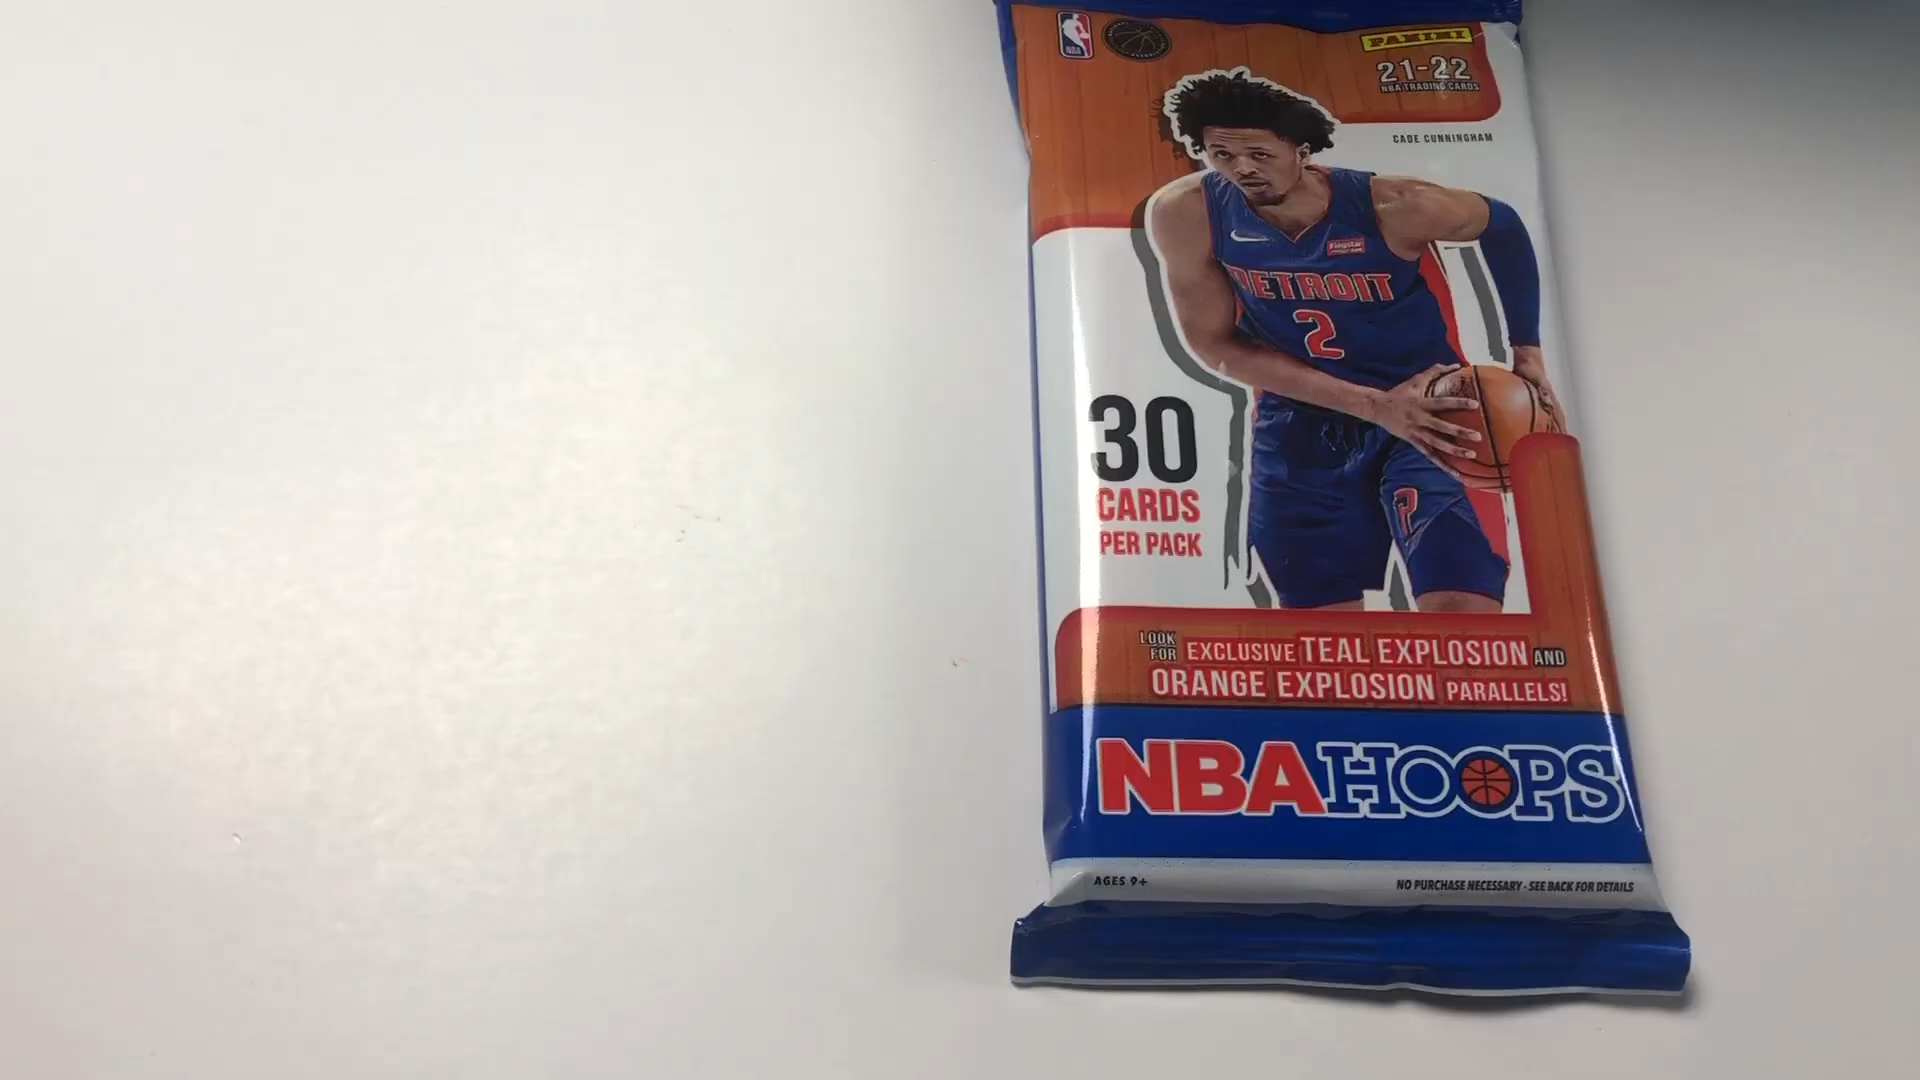 NBA
PANINI
21-22
NBA TRADING CARDS
CADE CUNNINGHAM
Flagstar
DETROIT
2
30
CARDS
PER PACK
LOOK FOR EXCLUSIVE TEAL EXPLOSION AND
ORANGE EXPLOSION PARALLELS!
NBA HOOPS
AGES 9+
NO PURCHASE NECESSARY - SEE BACK FOR DETAILS